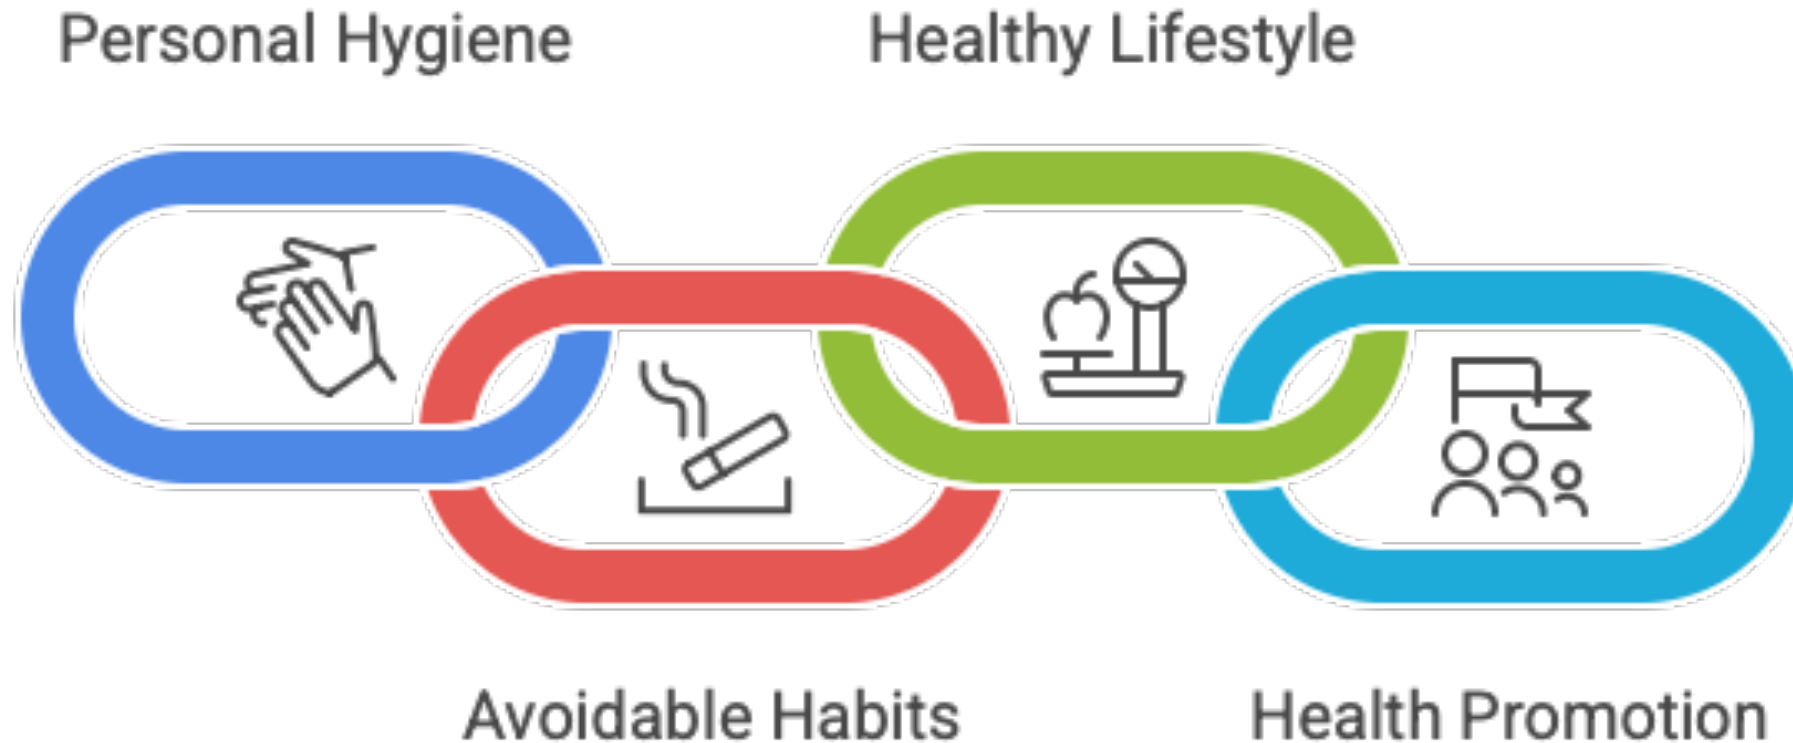 Personal Hygiene
Healthy Lifestyle
Avoidable Habits
Health Promotion